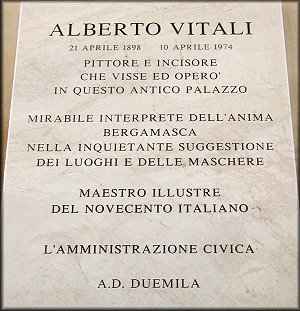 ALBERTO VITALI
21 APRILE 1898 10 APRILE 1974
PITTORE E INCISORE
CHE VISSE ED OPERO'
IN QUESTO ANTICO PALAZZO
MIRABILE INTERPRETE DELL'ANIMA
BERGAMASCA
NELLA INQUIETANTE SUGGESTIONE
DEI LUOGHI E DELLE MASCHERE
MAESTRO ILLUSTRE
DEL NOVECENTO ITALIANO
L'AMMINISTRAZIONE CIVICA
A.D. DUEMILA